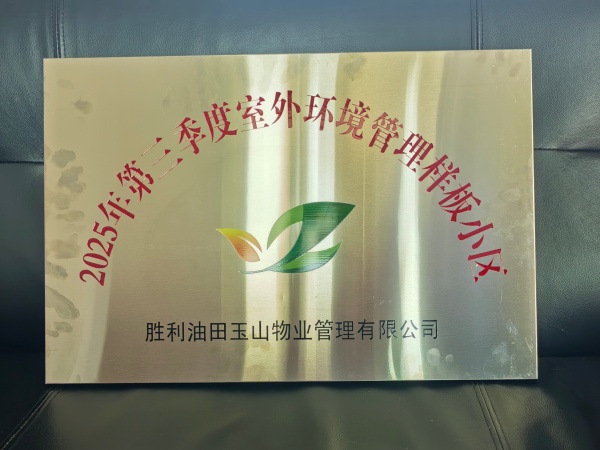 2025年第三季度室外环境管理样板小区
胜利油田玉山物业管理有限公司